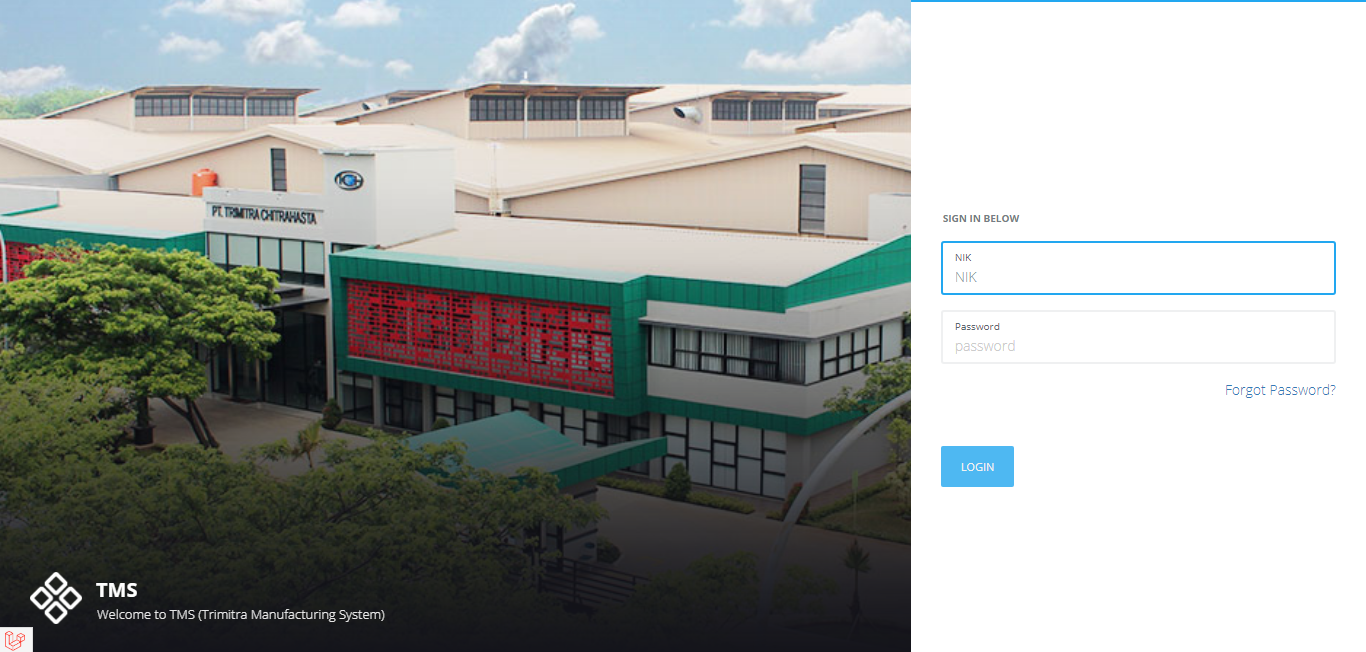 KGH
PT. TRIMITRA CHITRAHASTA
TMS
Welcome to TMS (Trimitra Manufacturing System)
SIGN IN BELOW
NIK
NIK
Password
password
Forgot Password?
LOGIN